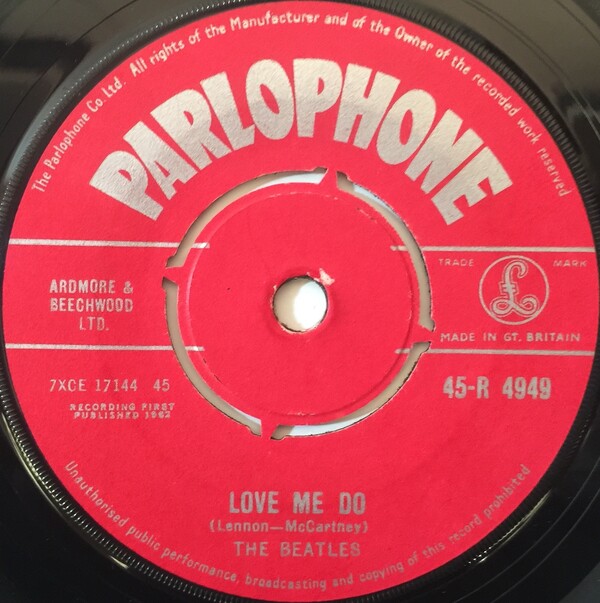 The Parlophone Co. Ltd. All rights of the Manufacturer and of the Owner of the recorded work reserved
PARLOPHONE
ARDMORE &
BEECHWOOD
LTD.
TRADE MARK
£
MADE IN GT. BRITAIN
7XCE 17144 45
RECORDING FIRST
PUBLISHED 1962
45-R 4949
LOVE ME DO
(Lennon—McCartney)
THE BEATLES
Unauthorised public performance, broadcasting and copying of this record prohibited